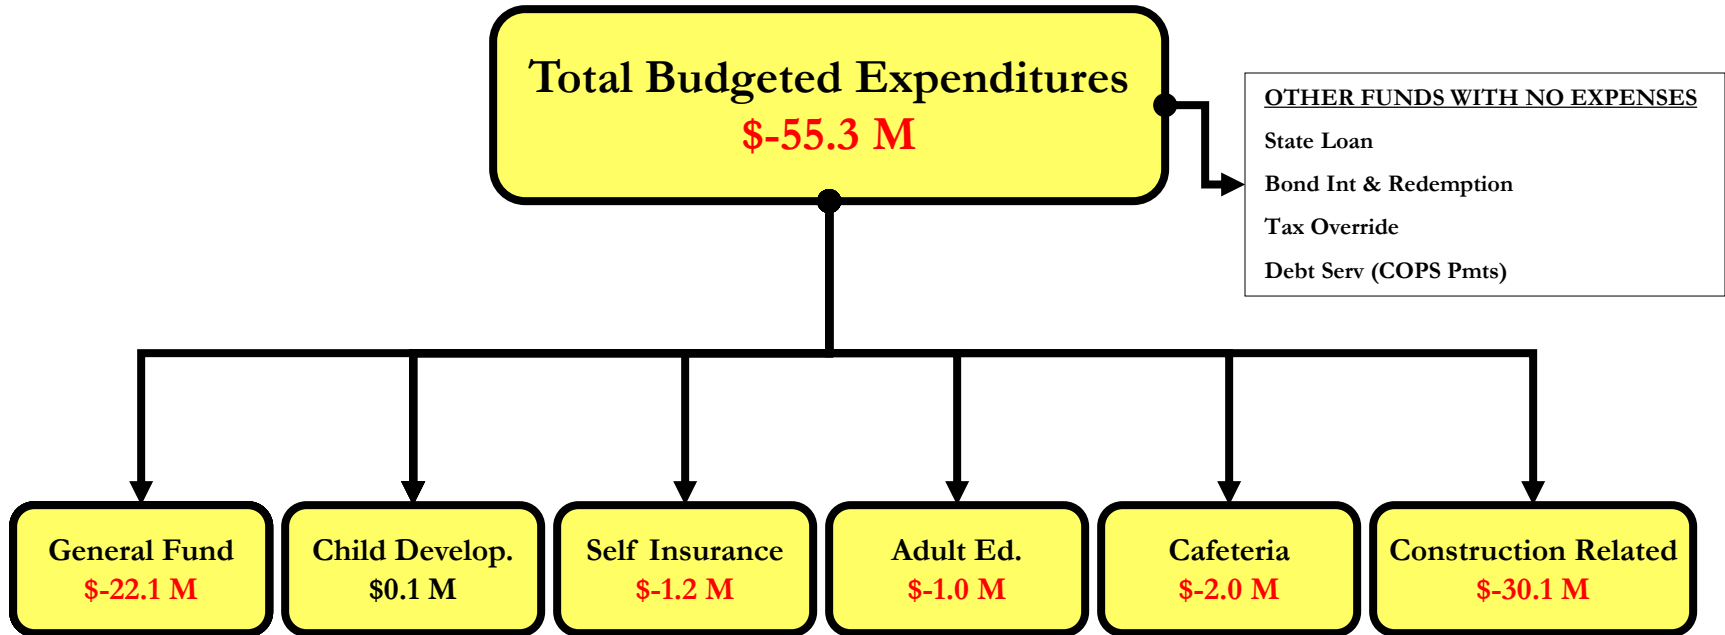 Total Budgeted Expenditures
$-55.3 M
OTHER FUNDS WITH NO EXPENSES
State Loan
Bond Int & Redemption
Tax Override
Debt Serv (COPS Pmts)
General Fund
$-22.1 M
Child Develop.
$0.1 M
Self Insurance
$-1.2 M
Adult Ed.
$-1.0 M
Cafeteria
$-2.0 M
Construction Related
$-30.1 M